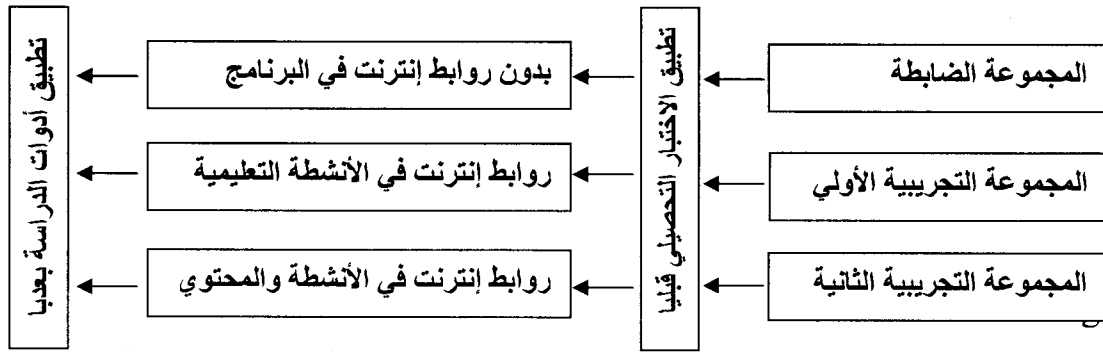 المجموعة الضابطة
المجموعة التجريبية الأولي
المجموعة التجريبية الثانية
تطبيق الاختبار التحصيلي قبليا
بدون روابط إنترنت في البرنامج
روابط إنترنت في الأنشطة التعليمية
روابط إنترنت في الأنشطة والمحتوي
تطبيق أدوات الدراسة بعديا